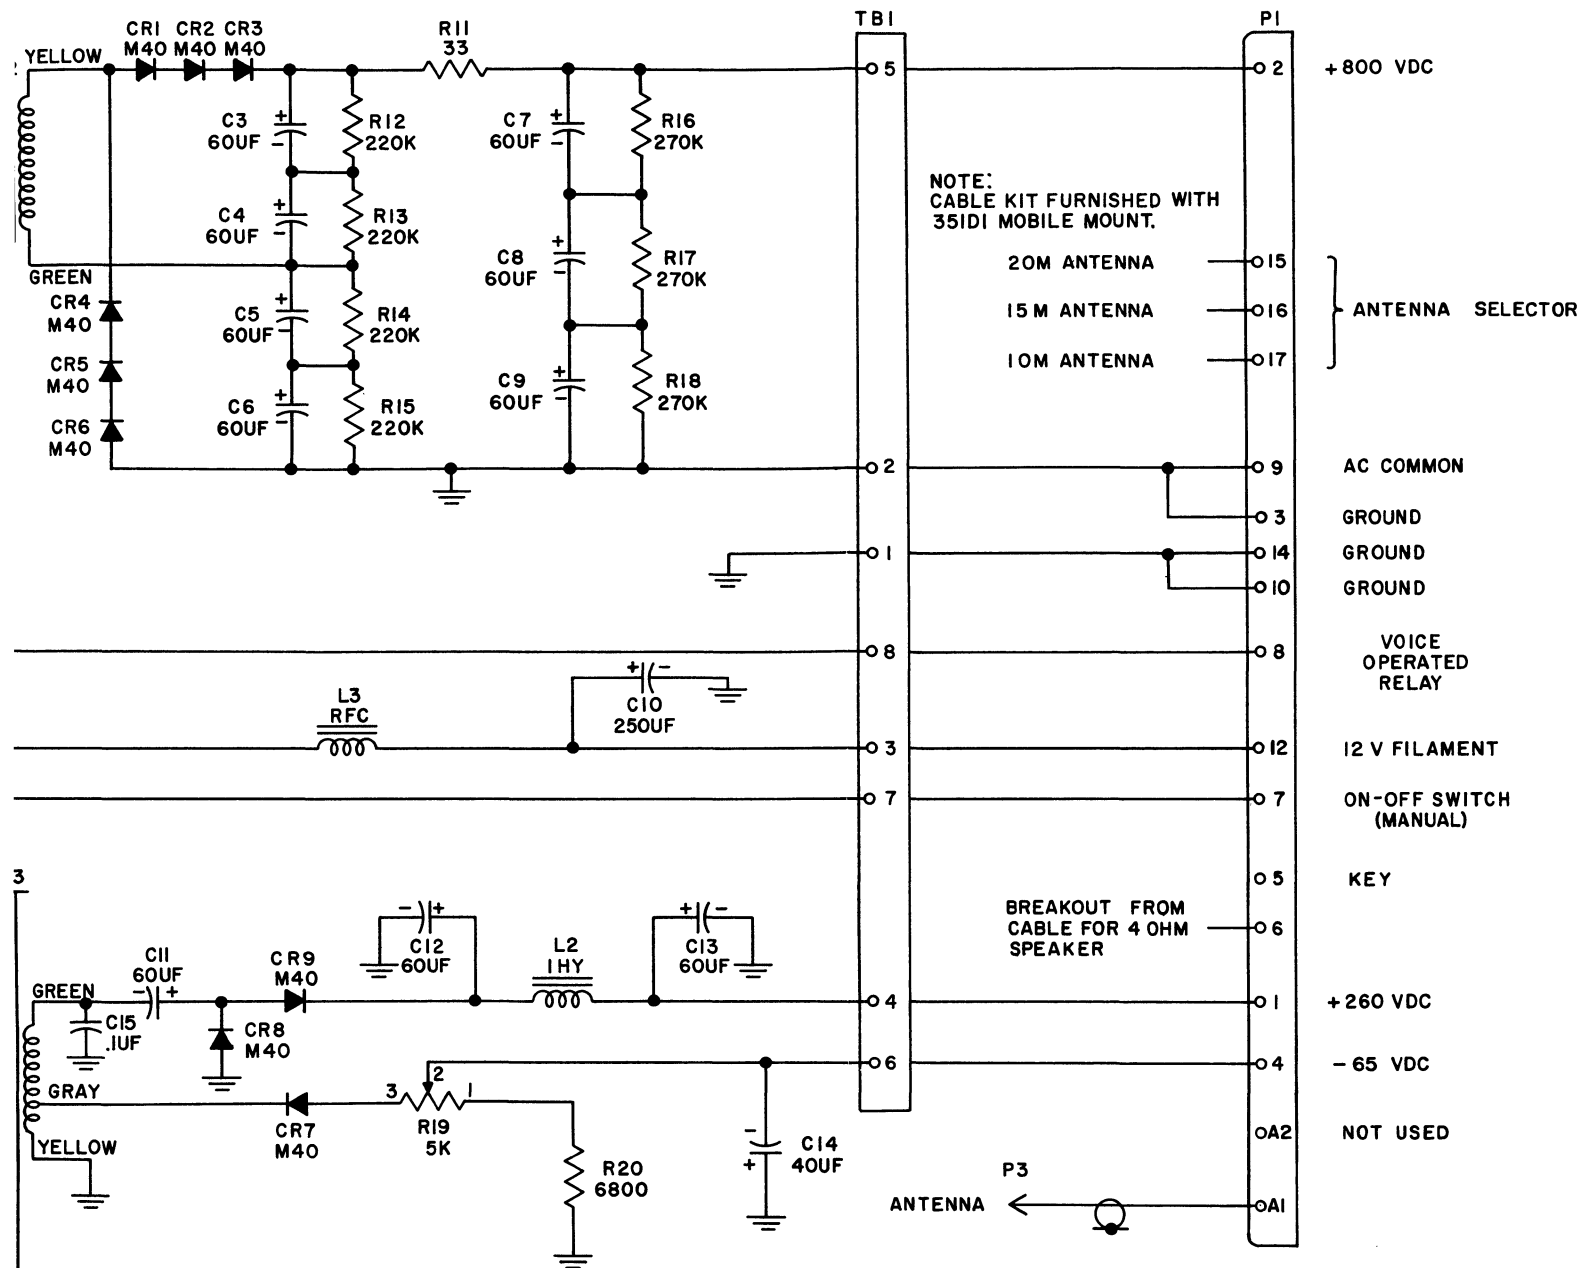 TB1
P1
CR1 CR2 CR3
M40 M40 M40
R11
33
YELLOW
5
2
+800 VDC
C3
60UF
+
-
R12
220K
C7
60UF
+
-
R16
270K
NOTE:
CABLE KIT FURNISHED WITH
351D1 MOBILE MOUNT.
C4
60UF
+
-
R13
220K
C8
60UF
+
-
R17
270K
20M ANTENNA
15
GREEN
CR4
M40
C5
60UF
+
-
R14
220K
15M ANTENNA
16
ANTENNA SELECTOR
10M ANTENNA
17
CR5
M40
C9
60UF
+
-
R18
270K
C6
60UF
+
-
R15
220K
CR6
M40
2
9
AC COMMON
3
GROUND
1
14
GROUND
10
GROUND
8
8
VOICE
OPERATED
RELAY
+ -
C10
250UF
L3
RFC
3
12
12 V FILAMENT
7
7
ON-OFF SWITCH
(MANUAL)
3
5
KEY
BREAKOUT FROM
CABLE FOR 4 OHM
SPEAKER
6
- +
C12
60UF
L2
1HY
+ -
C13
60UF
C11
60UF
- +
CR9
M40
GREEN
4
1
+260 VDC
C15
.1UF
CR8
M40
6
4
-65 VDC
GRAY
3
2
1
CR7
M40
R19
5K
YELLOW
R20
6800
-
+
C14
40UF
A2
NOT USED
P3
ANTENNA
A1